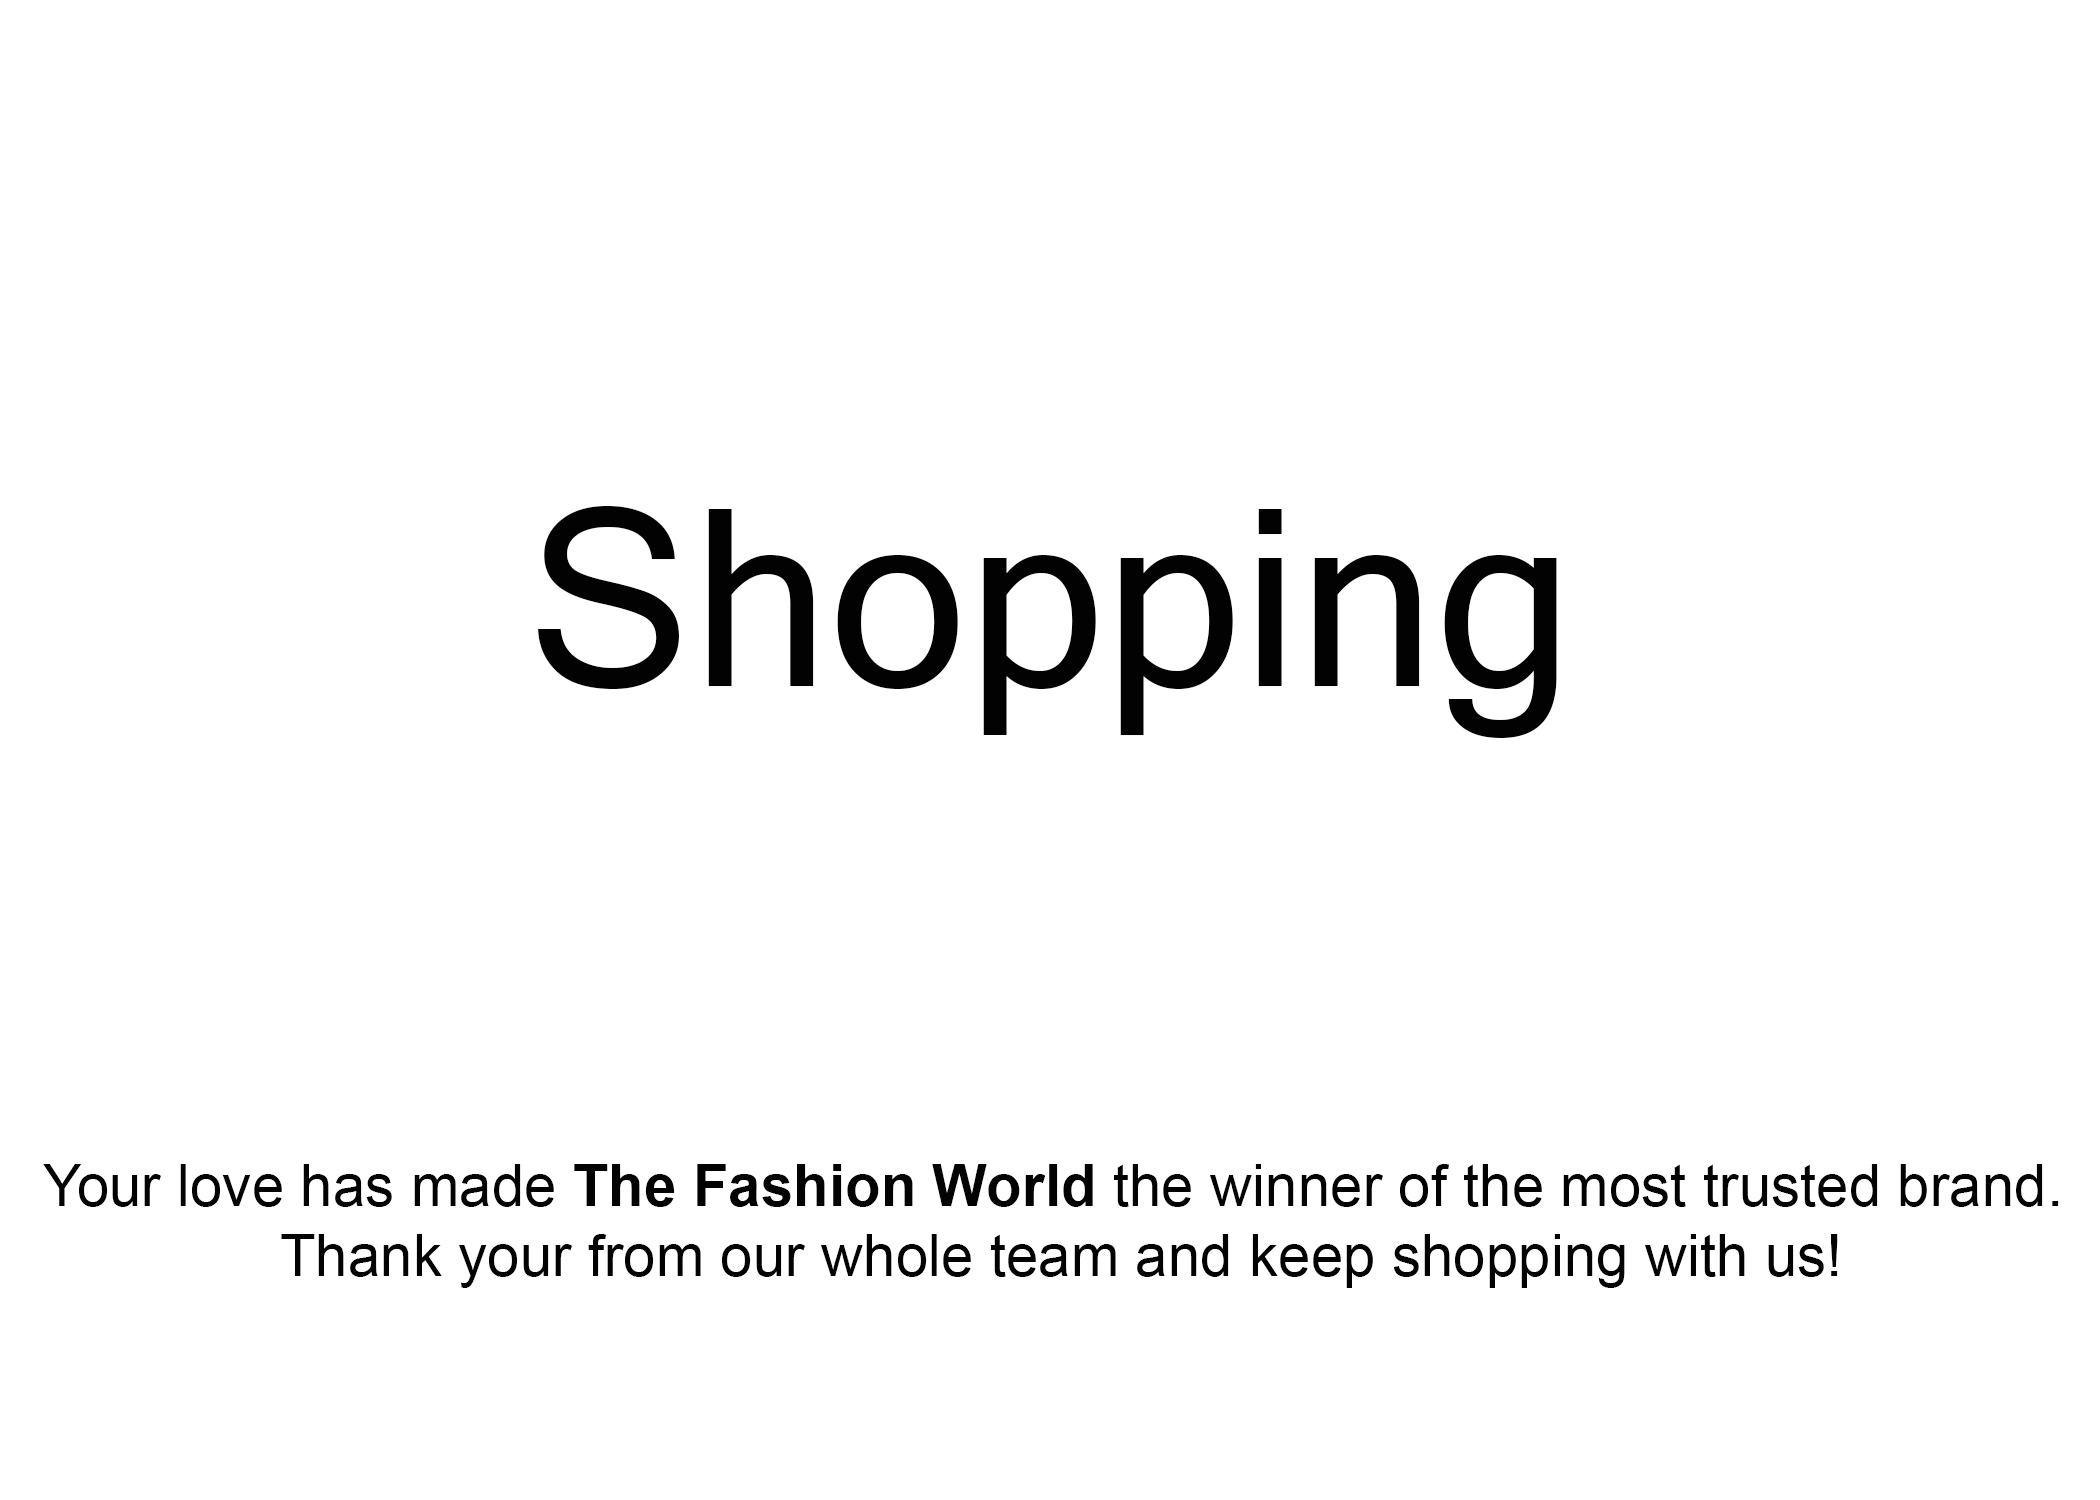 Shopping
Your love has made The Fashion World the winner of the most trusted brand.
Thank your from our whole team and keep shopping with us!